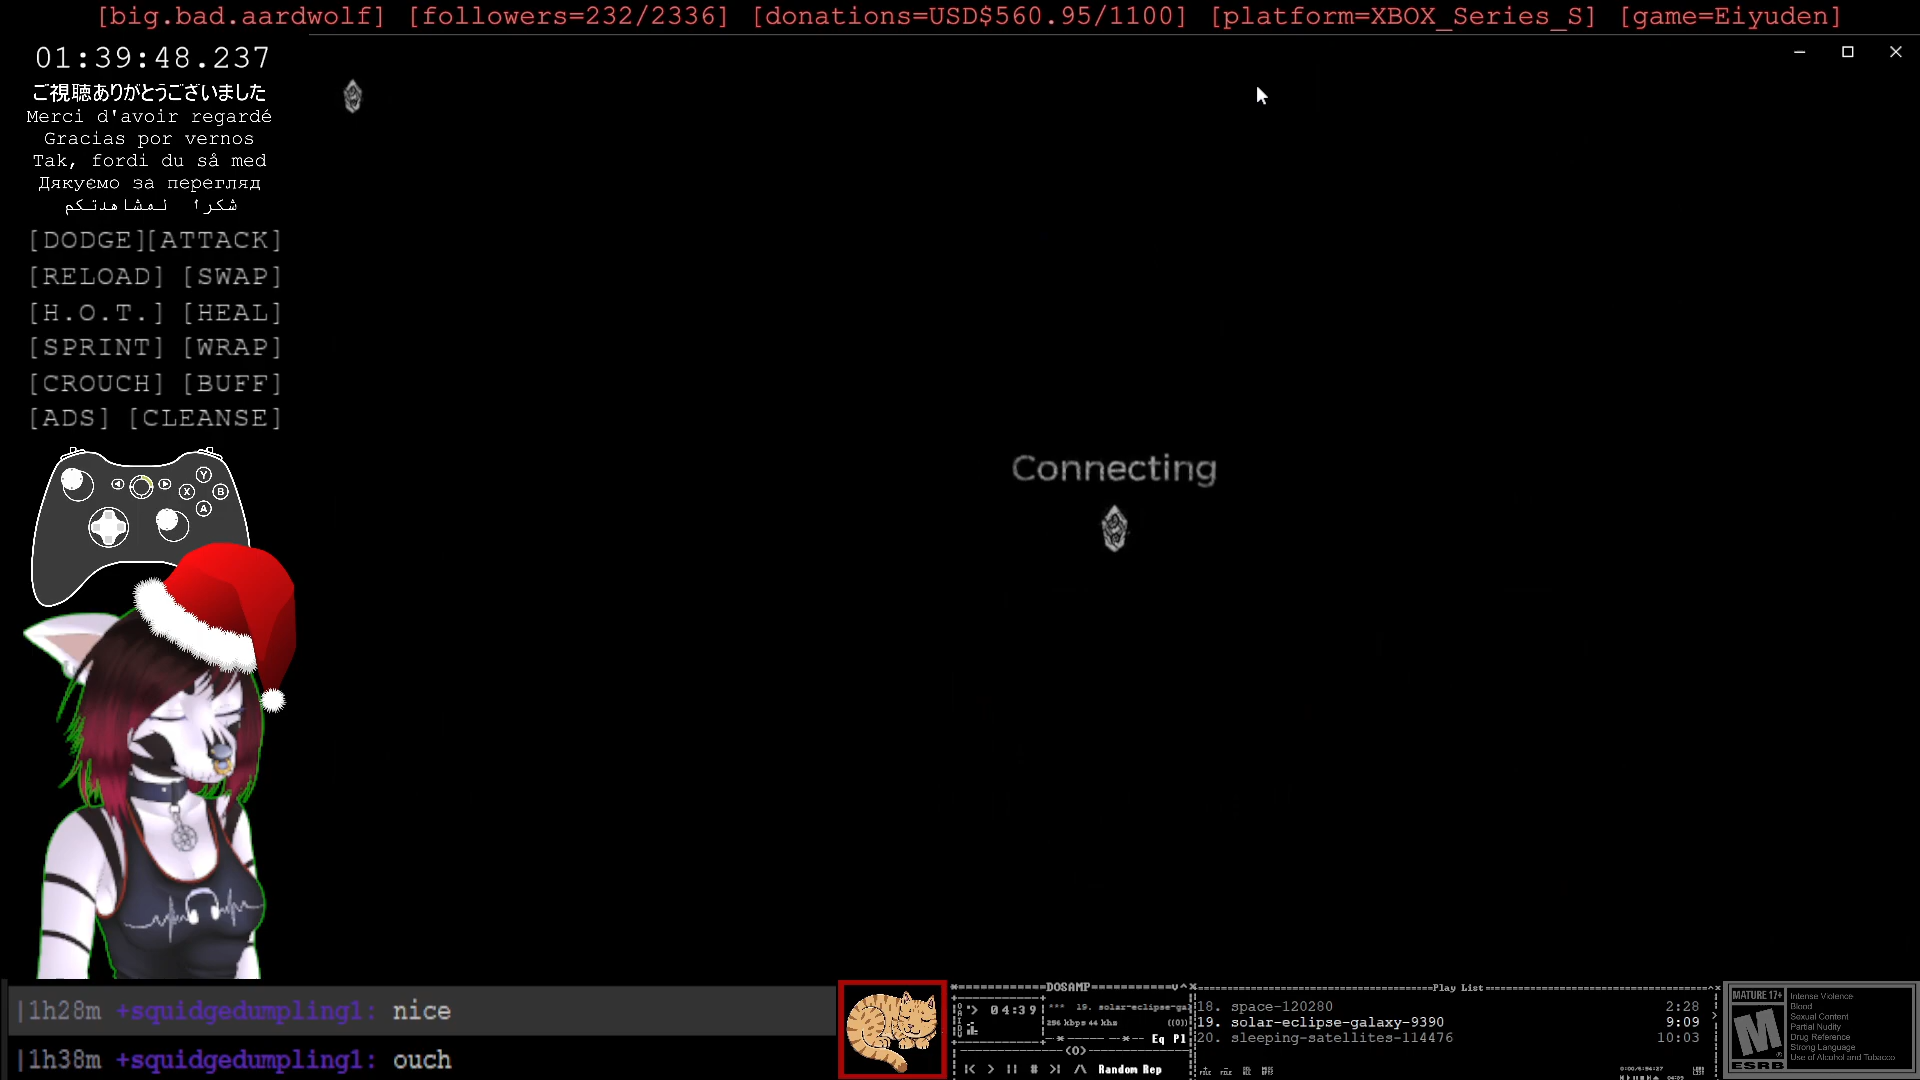 [big.bad.aardwolf] [followers=232/2336] [donations=USD$560.95/1100] [platform=XBOX_Series_S] [game=Eiyuden]
01:39:48.237
ご視聴ありがとうございました
Merci d'avoir regardé
Gracias por vernos
Tak, fordi du så med
Дякуємо за перегляд
شكرا لمشاهدتكم
[DODGE][ATTACK]
[RELOAD] [SWAP]
[H.O.T.] [HEAL]
[SPRINT] [WRAP]
[CROUCH] [BUFF]
[ADS] [CLEANSE]
Y
X B
A
Connecting
|1h28m +squidgedumpling1: nice
|1h38m +squidgedumpling1: ouch
DOSAMP
04:39 *** 19. solar-eclipse-gal
256 kbps 44 khs ((O))
Eq Pl
(O)
Random Rep
Play List
18. space-120280 2:28
19. solar-eclipse-galaxy-9390 9:09
20. sleeping-satellites-114476 10:03
MATURE 17+
M
ESRB
Intense Violence
Blood
Sexual Content
Partial Nudity
Drug Reference
Strong Language
Use of Alcohol and Tobacco